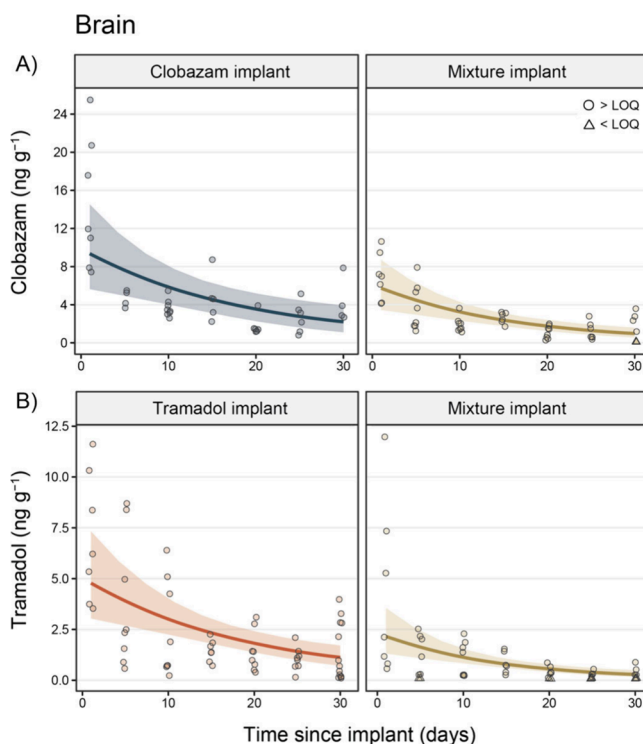 Brain
A)
Clobazam implant
Mixture implant
○ > LOQ
△ < LOQ
Clobazam (ng g⁻¹)
24
20
16
12
8
4
0
0 10 20 30
0 10 20 30
B)
Tramadol implant
Mixture implant
Tramadol (ng g⁻¹)
12.5
10.0
7.5
5.0
2.5
0.0
0 10 20 30
0 10 20 30
Time since implant (days)